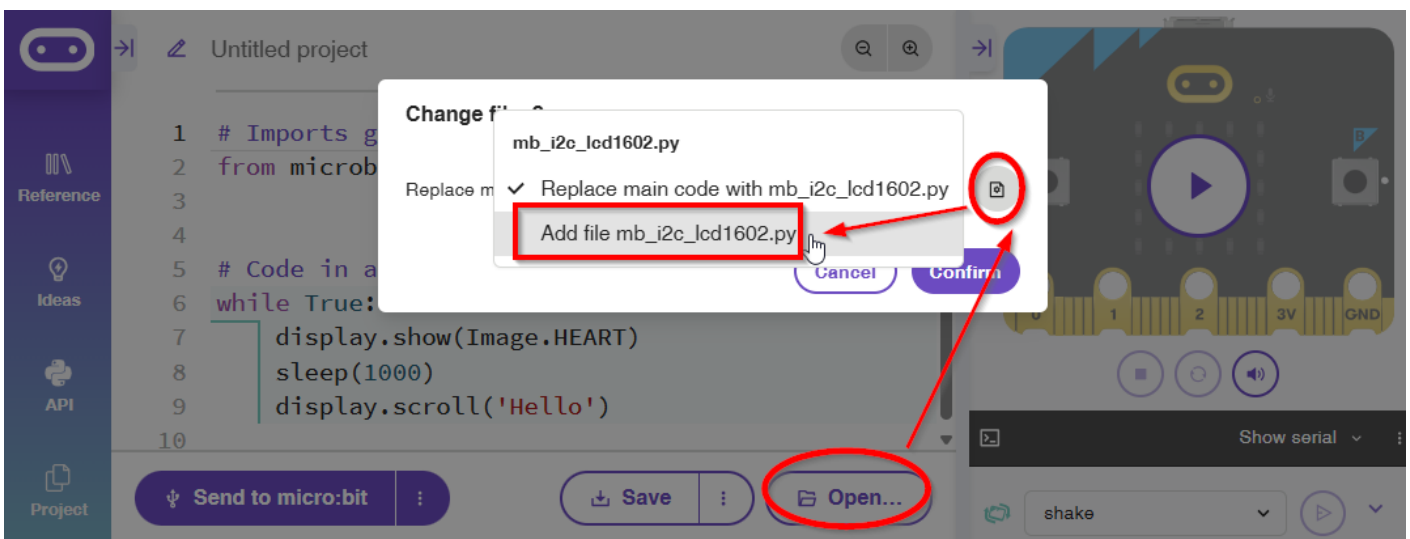 Untitled project
Reference
Ideas
API
Project
1 # Imports g
2 from microb
3
4
5 # Code in a
6 while True:
7 display.show(Image.HEART)
8 sleep(1000)
9 display.scroll('Hello')
10
Change
mb_i2c_lcd1602.py
Replace m
Replace main code with mb_i2c_lcd1602.py
Add file mb_i2c_lcd1602.py
Cancel
Confirm
Send to micro:bit
Save
Open...
B
0 1 2 3V GND
Show serial
shake